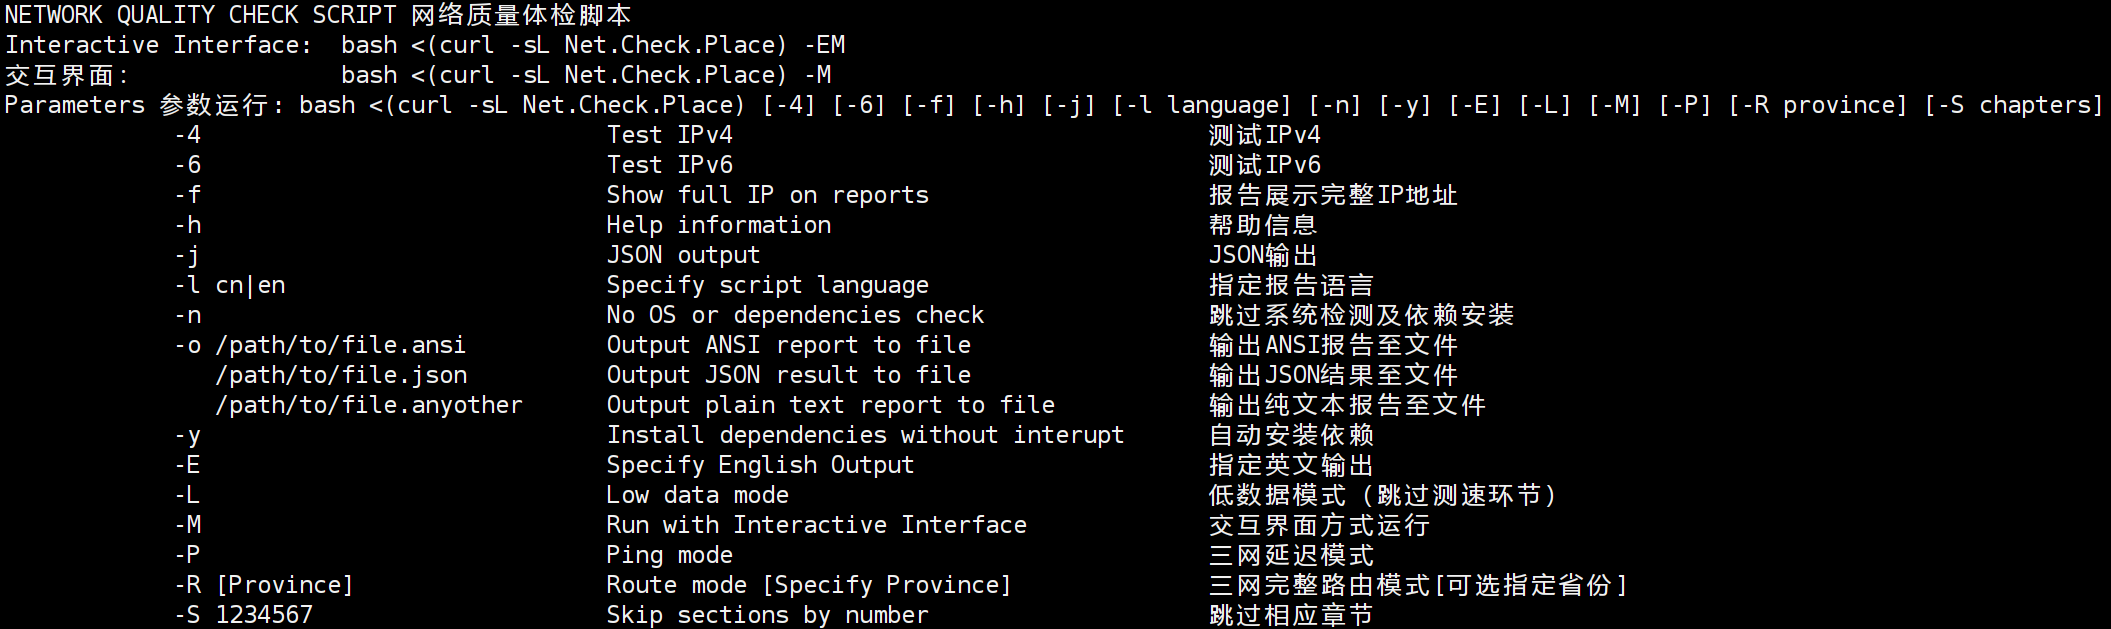 NETWORK QUALITY CHECK SCRIPT 网络质量体检脚本
Interactive Interface:  bash <(curl -sL Net.Check.Place) -EM
交互界面:               bash <(curl -sL Net.Check.Place) -M
Parameters 参数运行: bash <(curl -sL Net.Check.Place) [-4] [-6] [-f] [-h] [-j] [-l language] [-n] [-y] [-E] [-L] [-M] [-P] [-R province] [-S chapters]
            -4                             Test IPv4                                  测试IPv4
            -6                             Test IPv6                                  测试IPv6
            -f                             Show full IP on reports                    报告展示完整IP地址
            -h                             Help information                           帮助信息
            -j                             JSON output                                JSON输出
            -l cn|en                       Specify script language                    指定报告语言
            -n                             No OS or dependencies check                跳过系统检测及依赖安装
            -o /path/to/file.ansi          Output ANSI report to file                 输出ANSI报告至文件
               /path/to/file.json          Output JSON result to file                 输出JSON结果至文件
               /path/to/file.anyother      Output plain text report to file           输出纯文本报告至文件
            -y                             Install dependencies without interupt      自动安装依赖
            -E                             Specify English Output                     指定英文输出
            -L                             Low data mode                              低数据模式（跳过测速环节）
            -M                             Run with Interactive Interface             交互界面方式运行
            -P                             Ping mode                                  三网延迟模式
            -R [Province]                  Route mode [Specify Province]              三网完整路由模式[可选指定省份]
            -S 1234567                     Skip sections by number                    跳过相应章节